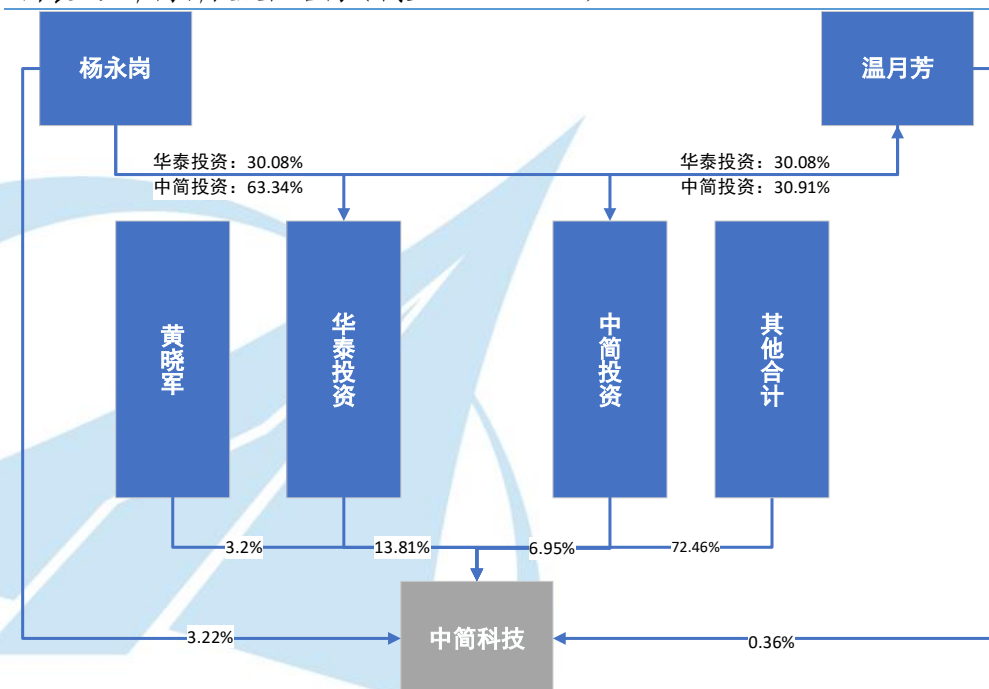 杨永岗
温月芳
华泰投资：30.08%
中简投资：63.34%
华泰投资：30.08%
中简投资：30.91%
黄晓军
华泰投资
中简投资
其他合计
3.2%
13.81%
6.95%
72.46%
3.22%
中简科技
0.36%